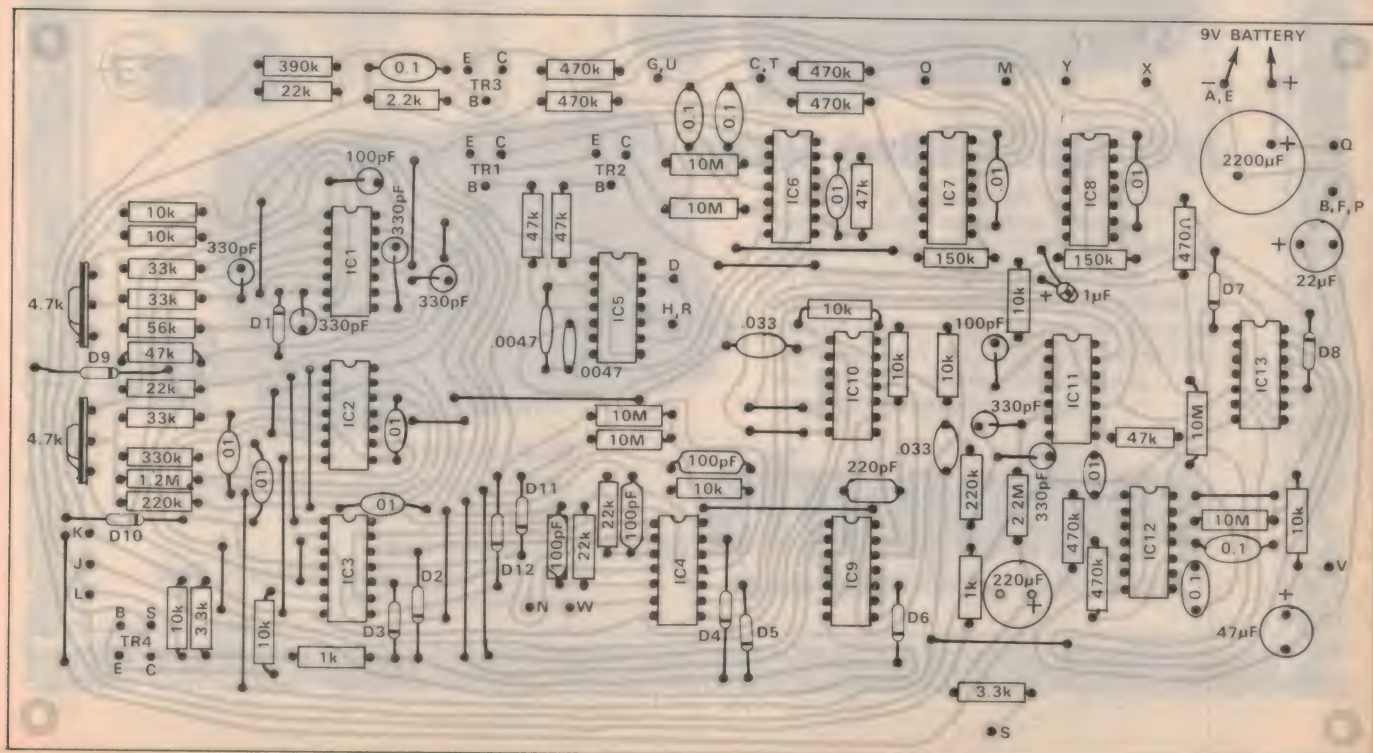 9V BATTERY
390k
0.1
E C
470k
G,U
C,T
470k
O
M
Y
X
− +
A,E
22k
2.2k
TR3
B
470k
0.1
0.1
470k
2200µF
+
Q
100pF
E C
TR1
B
E C
TR2
B
10M
IC6
.01
47k
IC7
.01
IC8
.01
B,F,P
10k
10k
330pF
IC1
330pF
47k
47k
10M
470Ω
+
22µF
33k
330pF
150k
150k
4.7k
33k
D1
330pF
IC5
D
10k
+
1µF
D7
56k
H,R
10k
100pF
IC13
D8
47k
.0047
.0047
.033
IC10
10k
10k
IC11
D9
22k
IC2
.01
10M
10M
10M
33k
4.7k
.01
.01
330pF
47k
330k
100pF
220pF
.033
220k
2.2M
330pF
.01
1.2M
10k
220k
D11
22k
100pF
470k
IC12
10M
10k
D10
01
K
IC3
D12
100pF
22k
IC4
IC9
0.1
J
D2
1k
220µF
+
470k
0.1
V
L
N
W
+
B S
TR4
E C
10k
3.3k
10k
D3
D4
D5
D6
47µF
1k
3.3k
S